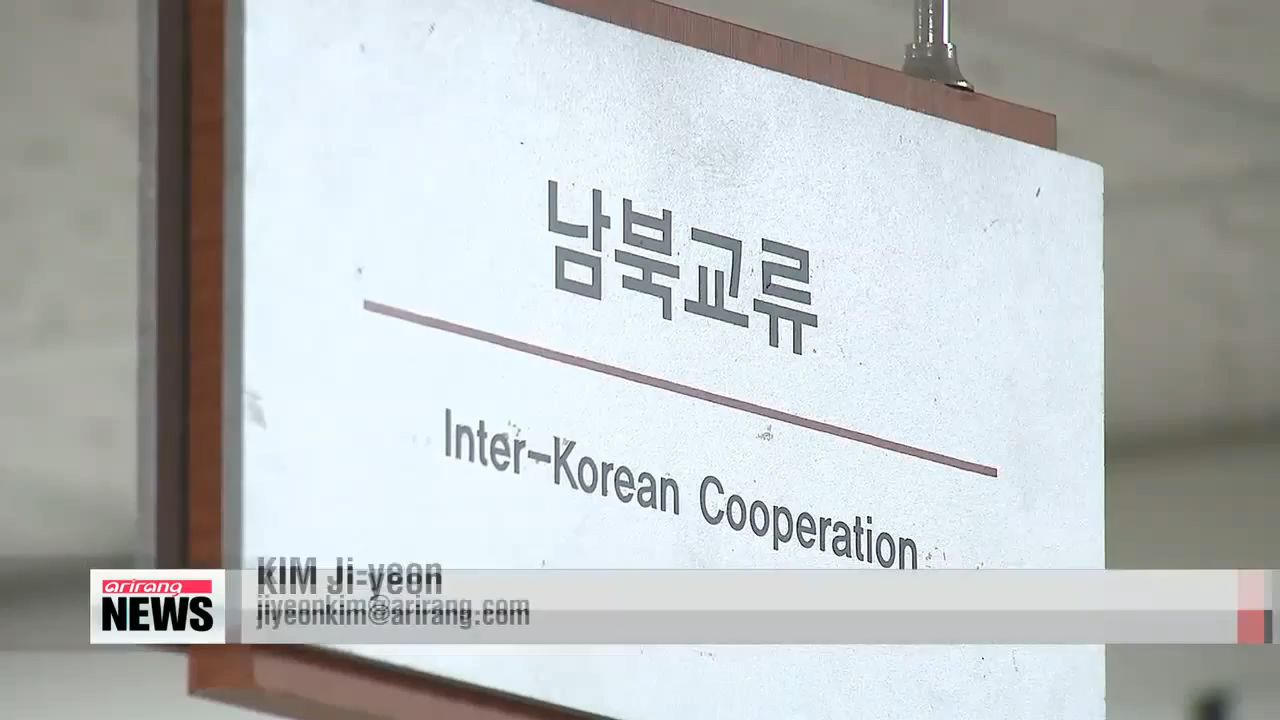 남북교류
Inter-Korean Cooperation
KIM Ji-yeon
jiyeonkim@arirang.com
arirang
NEWS